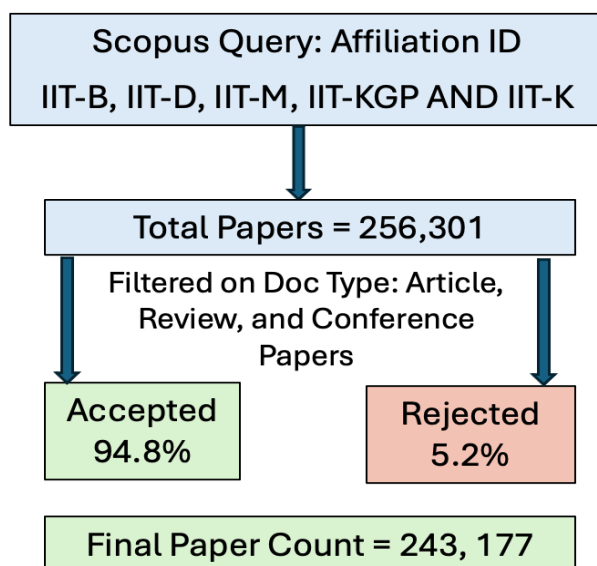 Scopus Query: Affiliation ID
IIT-B, IIT-D, IIT-M, IIT-KGP AND IIT-K
Total Papers = 256,301
Filtered on Doc Type: Article,
Review, and Conference
Papers
Accepted
94.8%
Rejected
5.2%
Final Paper Count = 243, 177